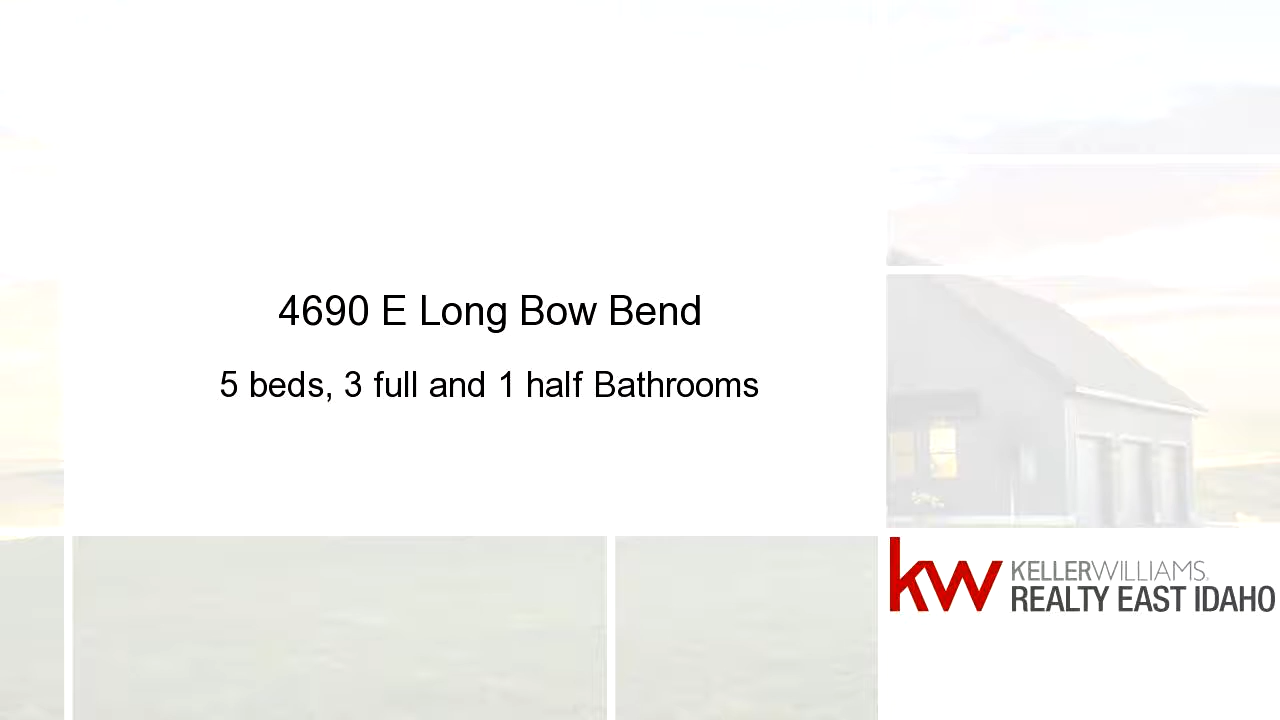 4690 E Long Bow Bend
5 beds, 3 full and 1 half Bathrooms
kw KELLERWILLIAMS.
REALTY EAST IDAHO